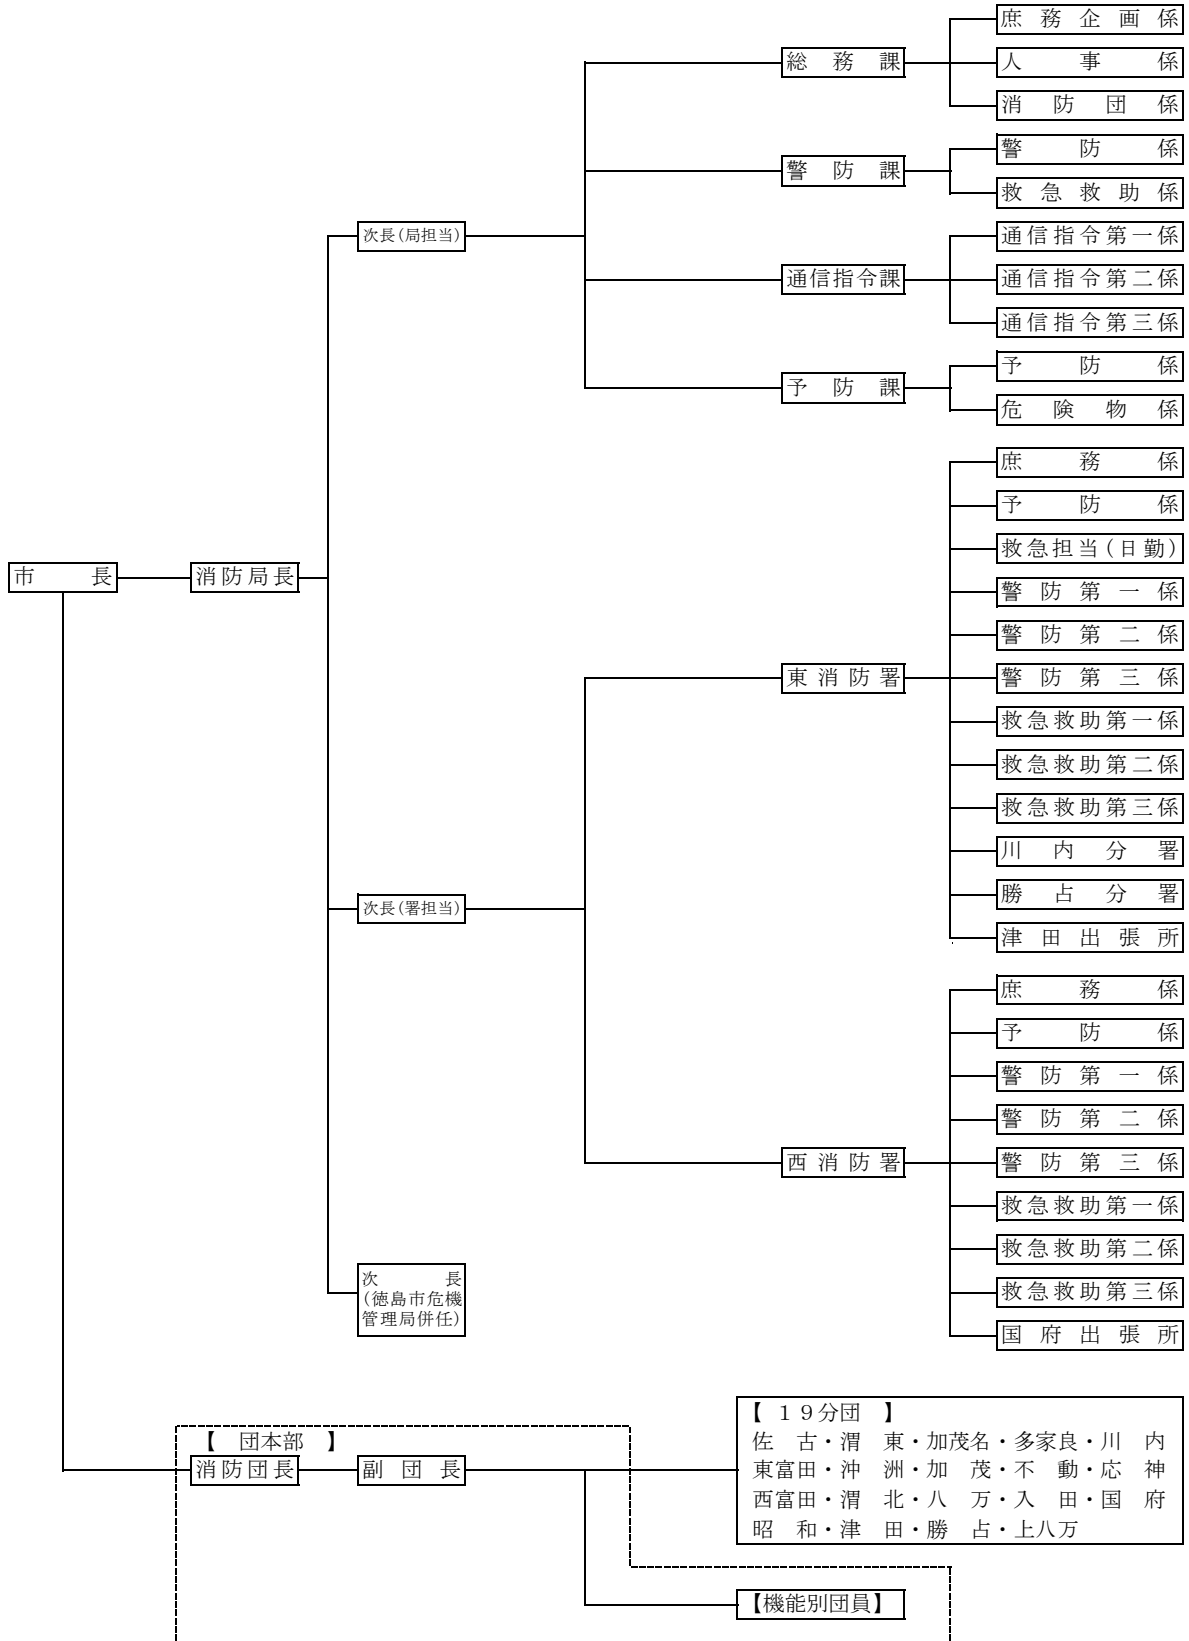 庶務企画係
総務課
人事係
消防団係
警防係
警防課
救急救助係
次長(局担当)
通信指令第一係
通信指令課
通信指令第二係
通信指令第三係
予防係
予防課
危険物係
庶務係
予防係
救急担当(日勤)
市長
消防局長
警防第一係
警防第二係
東消防署
警防第三係
救急救助第一係
救急救助第二係
救急救助第三係
川内分署
次長(署担当)
勝占分署
津田出張所
庶務係
予防係
警防第一係
警防第二係
西消防署
警防第三係
救急救助第一係
救急救助第二係
次長
(徳島市危機
管理局併任)
救急救助第三係
国府出張所
【 団本部 】
消防団長
副団長
【 19分団 】
佐 古・渭 東・加茂名・多家良・川 内
東富田・沖 洲・加 茂・不 動・応 神
西富田・渭 北・八 万・入 田・国 府
昭 和・津 田・勝 占・上八万
【機能別団員】